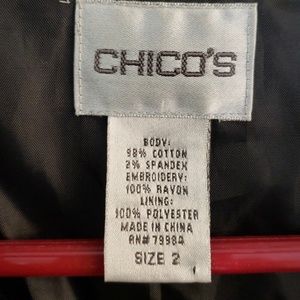 CHICO'S
BODY:
98% COTTON
2% SPANDEX
EMBROIDERY:
100% RAYON
LINING:
100% POLYESTER
MADE IN CHINA
RN# 79984
SIZE 2